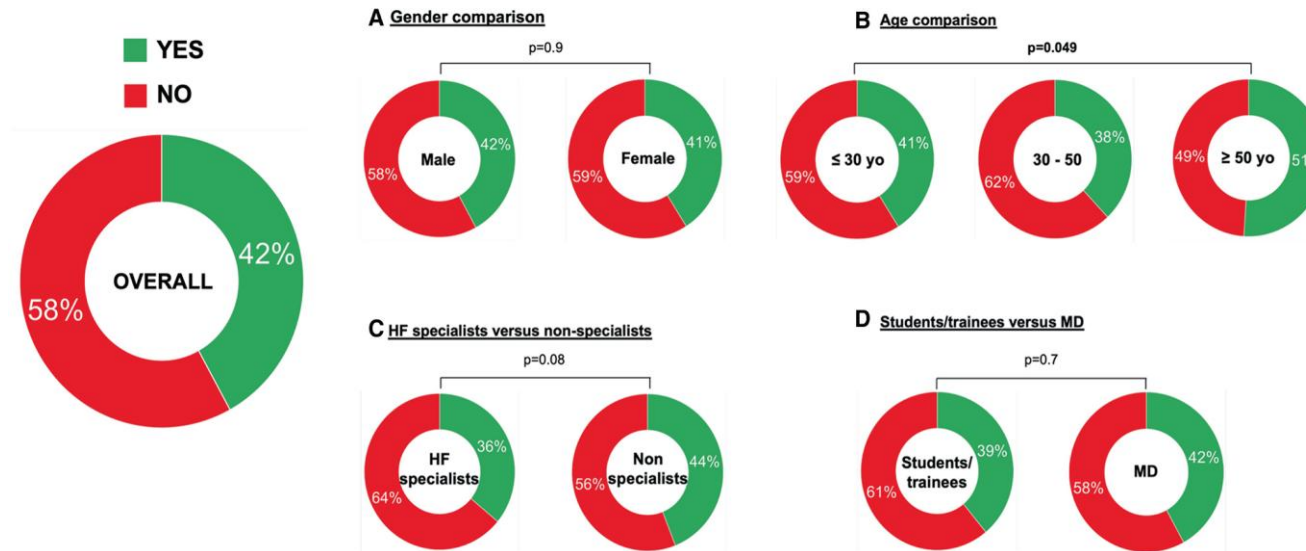 YES
NO
OVERALL
42%
58%
A Gender comparison
p=0.9
Male
42%
58%
Female
41%
59%
B Age comparison
p=0.049
≤ 30 yo
41%
59%
30 - 50
38%
62%
≥ 50 yo
49%
51
C HF specialists versus non-specialists
p=0.08
HF
specialists
36%
64%
Non
specialists
44%
56%
D Students/trainees versus MD
p=0.7
Students/
trainees
39%
61%
MD
42%
58%